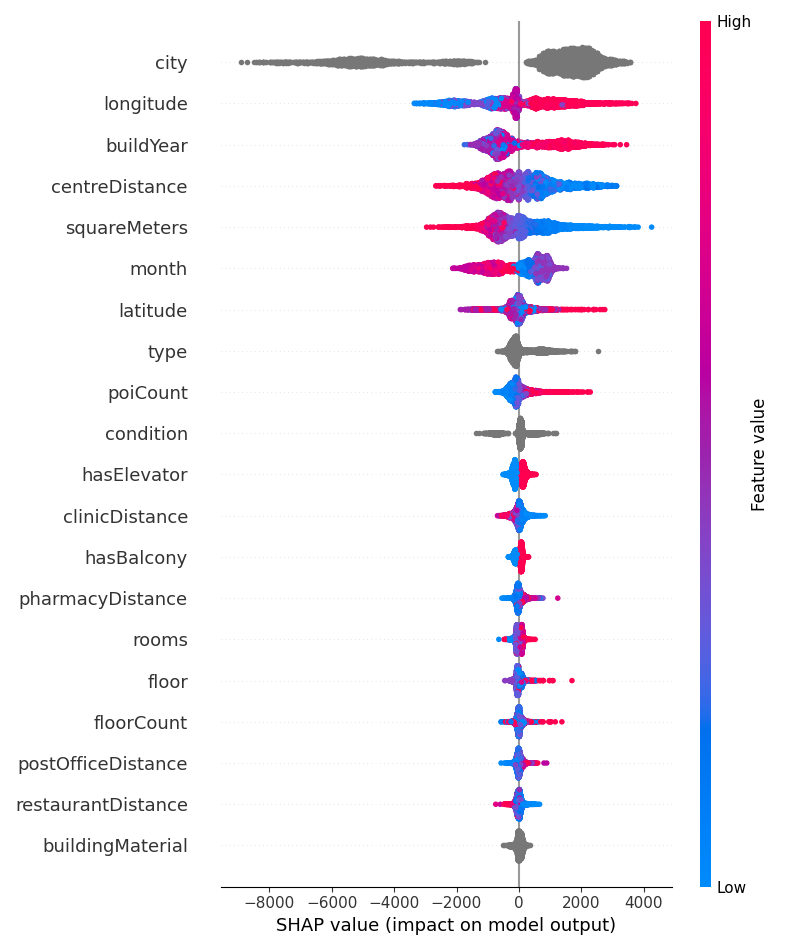 High
city
longitude
buildYear
centreDistance
squareMeters
month
latitude
type
poiCount
condition
hasElevator
clinicDistance
hasBalcony
pharmacyDistance
rooms
floor
floorCount
postOfficeDistance
restaurantDistance
buildingMaterial
Feature value
Low
−8000 −6000 −4000 −2000 0 2000 4000
SHAP value (impact on model output)